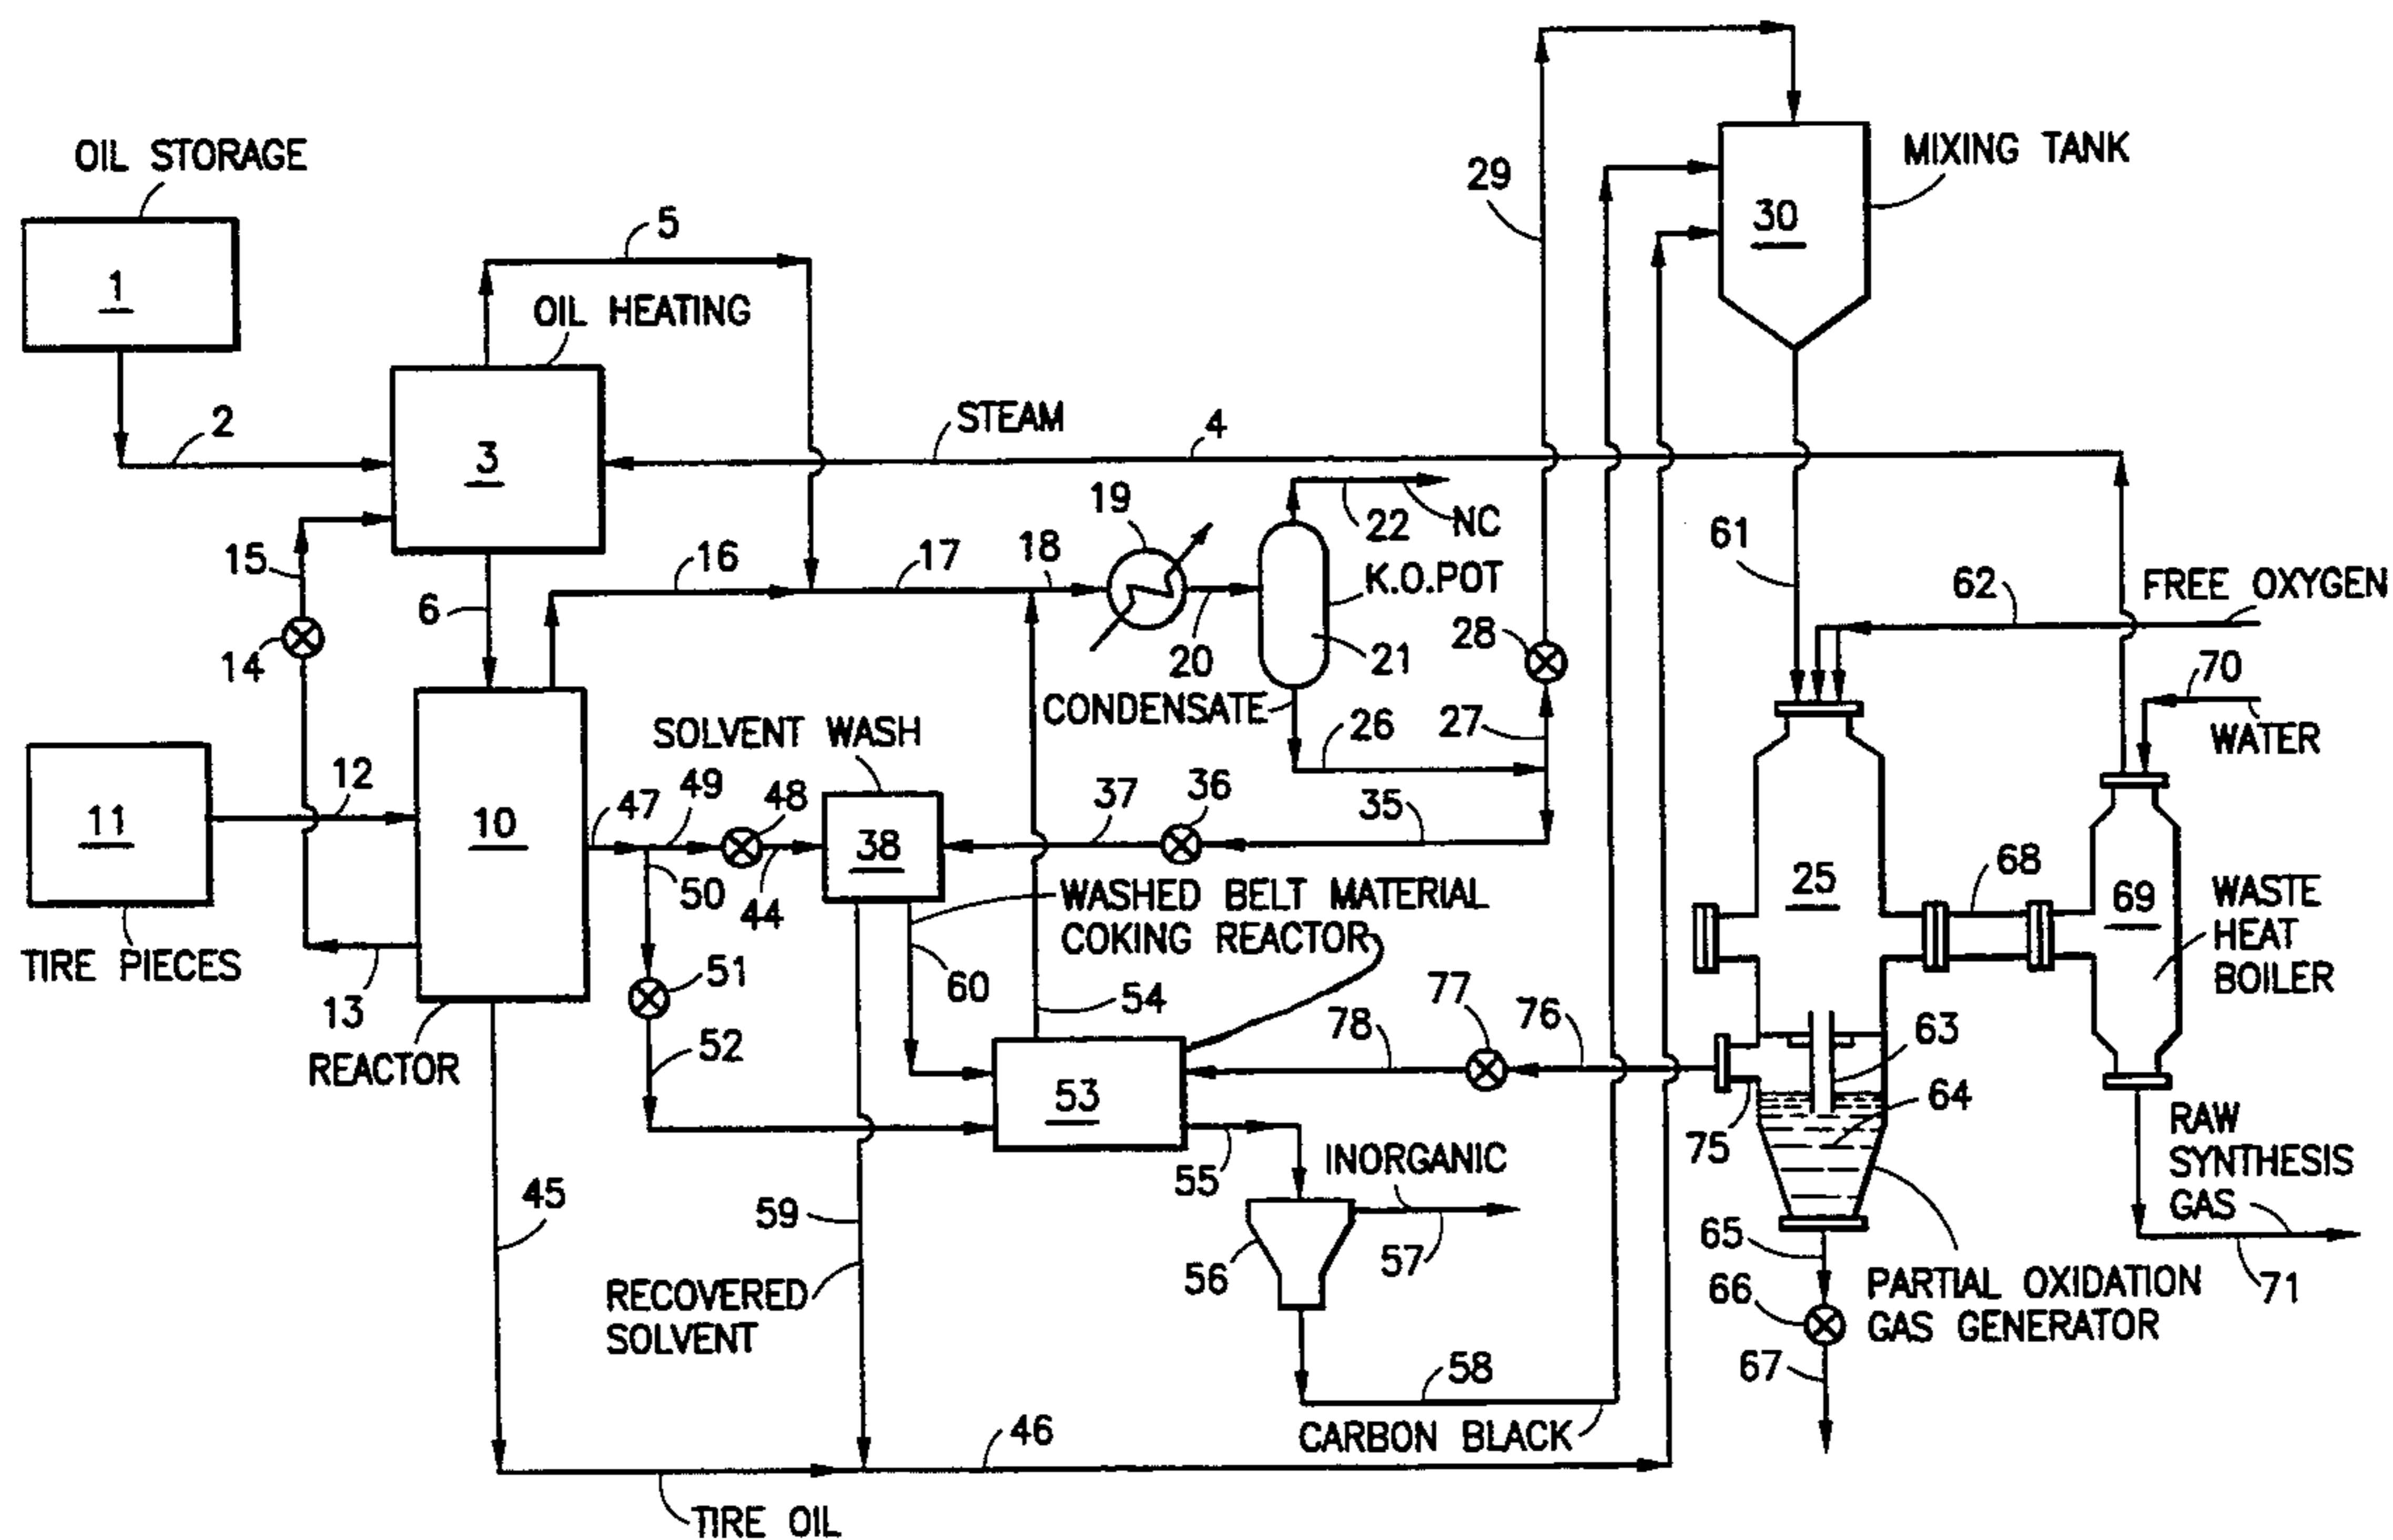 OIL STORAGE
1
2
OIL HEATING
3
5
STEAM
4
6
15
14
TIRE PIECES
11
12
13
REACTOR
10
16
17
18
19
20
K.O.POT
21
22
NC
CONDENSATE
26
27
28
29
MIXING TANK
30
35
36
37
SOLVENT WASH
38
47
49
48
44
50
51
52
WASHED BELT MATERIAL
COKING REACTOR
60
54
53
55
56
INORGANIC
57
58
CARBON BLACK
59
RECOVERED
SOLVENT
45
46
TIRE OIL
61
62
FREE OXYGEN
70
WATER
25
68
69
WASTE
HEAT
BOILER
63
64
75
76
77
78
65
66
67
PARTIAL OXIDATION
GAS GENERATOR
RAW
SYNTHESIS
GAS
71